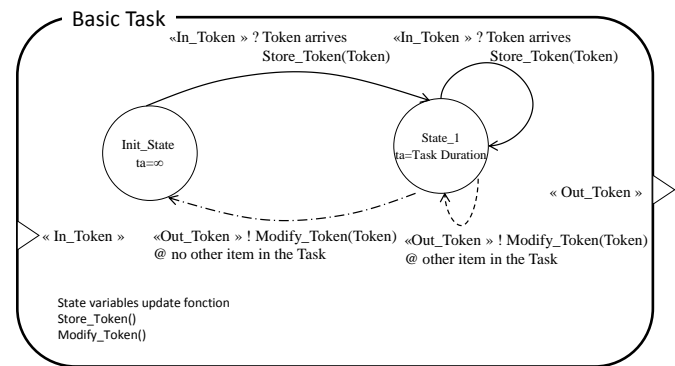 Basic Task
«In_Token » ? Token arrives
Store_Token(Token)
«In_Token » ? Token arrives
Store_Token(Token)
Init_State
ta=∞
State_1
ta=Task Duration
« Out_Token »
« In_Token »
«Out_Token » ! Modify_Token(Token)
@ no other item in the Task
«Out_Token » ! Modify_Token(Token)
@ other item in the Task
State variables update fonction
Store_Token()
Modify_Token()